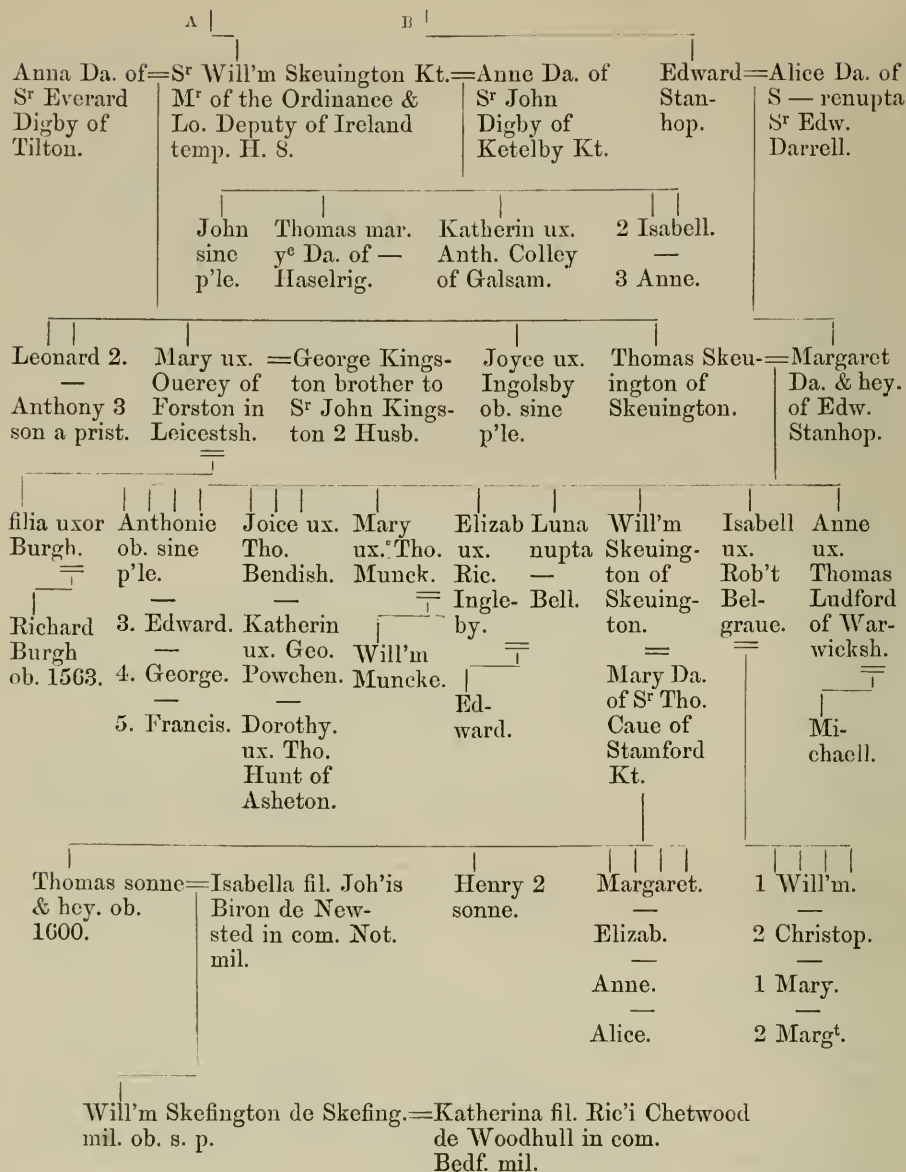 A B
Anna Da. of=Sr Will'm Skeuington Kt.=Anne Da. of Edward=Alice Da. of
Sr Everard Mr of the Ordinance & Sr John Stan- S — renupta
Digby of Lo. Deputy of Ireland Digby of hop. Sr Edw.
Tilton. temp. H. 8. Ketelby Kt. Darrell.
John Thomas mar. Katherin ux. 2 Isabell.
sine ye Da. of — Anth. Colley —
p'le. Haselrig. of Galsam. 3 Anne.
Leonard 2. Mary ux. =George Kings- Joyce ux. Thomas Skeu-=Margaret
— Ouerey of ton brother to Ingolsby ington of Da. & hey.
Anthony 3 Forston in Sr John Kings- ob. sine Skeuington. of Edw.
son a prist. Leicestsh. ton 2 Husb. p'le. Stanhop.
filia uxor Anthonie Joice ux. Mary Elizab Luna Will'm Isabell Anne
Burgh. ob. sine Tho. ux. Tho. ux. nupta Skeuing- ux. ux.
p'le. Bendish. Munck. Ric. — ton of Rob't Thomas
— — Ingle- Bell. Skeuing- Bel- Ludford
Richard 3. Edward. Katherin Will'm by. ton. graue. of War-
Burgh — ux. Geo. Muncke. = wicksh.
ob. 1563. 4. George. Powchen. Ed- Mary Da. Mi-
— — ward. of Sr Tho. chaell.
5. Francis. Dorothy. Caue of
ux. Tho. Stamford
Hunt of Kt.
Asheton.
Thomas sonne=Isabella fil. Joh'is Henry 2 Margaret. 1 Will'm.
& hey. ob. Biron de New- sonne. — —
1600. sted in com. Not. Elizab. 2 Christop.
mil. — —
Anne. 1 Mary.
— —
Alice. 2 Margt.
Will'm Skefington de Skefing.=Katherina fil. Ric'i Chetwood
mil. ob. s. p. de Woodhull in com.
Bedf. mil.